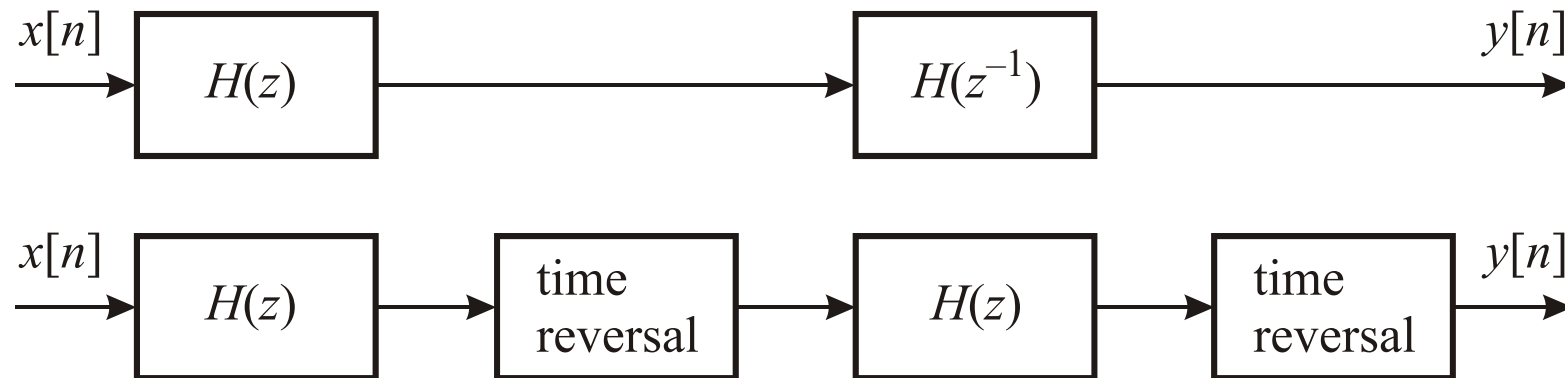 x[n] H(z) H(z⁻¹) y[n]
x[n] H(z) time reversal H(z) time reversal y[n]